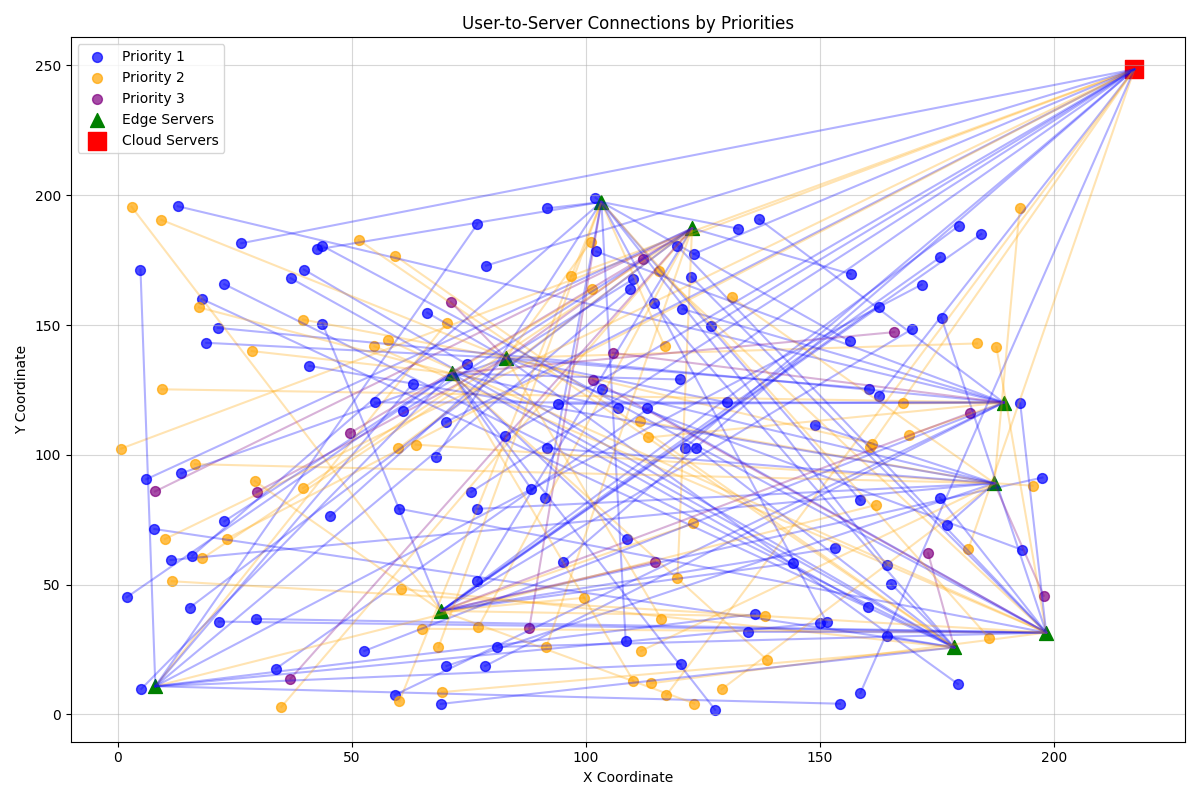 User-to-Server Connections by Priorities
Priority 1
Priority 2
Priority 3
Edge Servers
Cloud Servers
Y Coordinate
250
200
150
100
50
0
0 50 100 150 200
X Coordinate